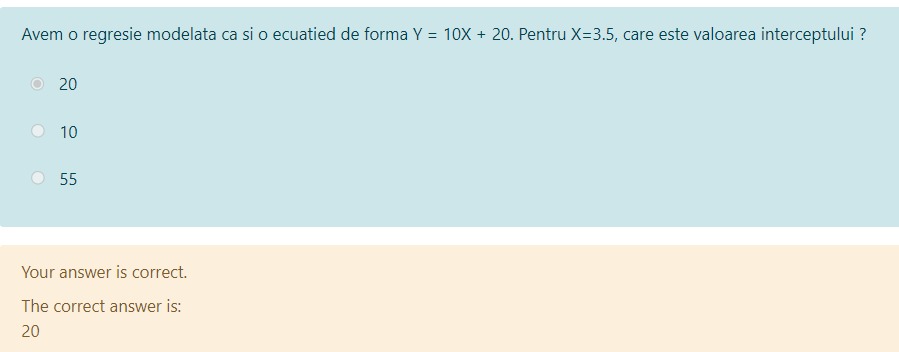 Avem o regresie modelata ca si o ecuatied de forma Y = 10X + 20. Pentru X=3.5, care este valoarea interceptului ?
20
10
55
Your answer is correct.
The correct answer is:
20